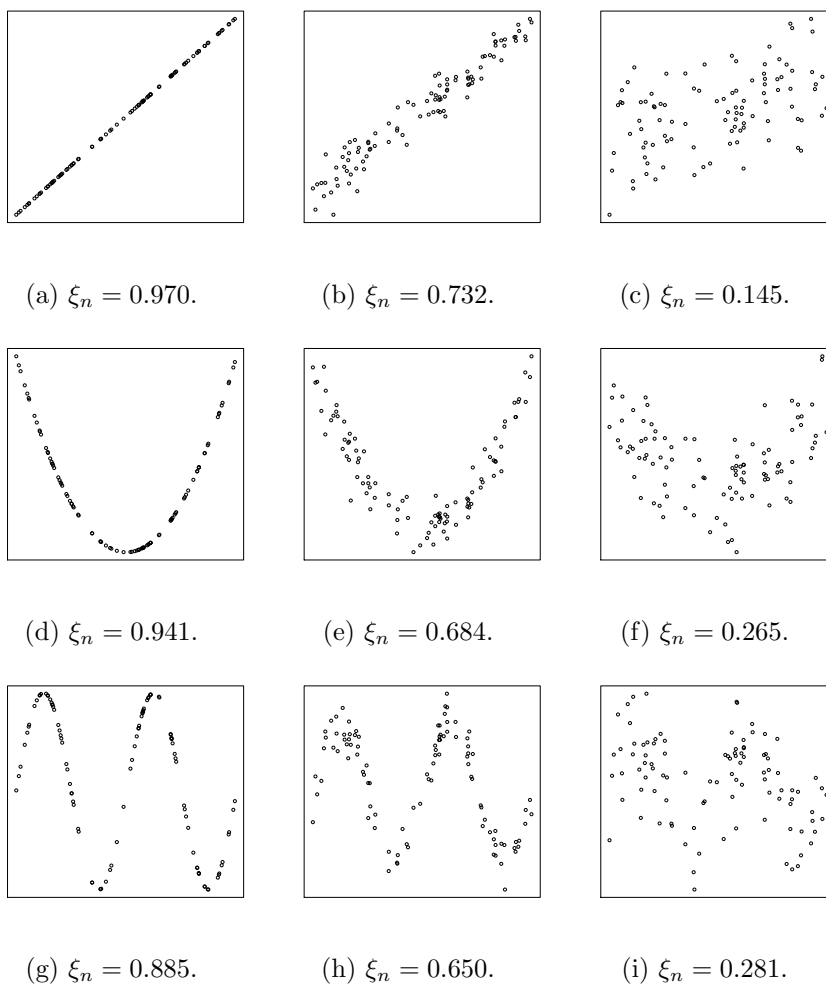 (a) ξn = 0.970.
(b) ξn = 0.732.
(c) ξn = 0.145.
(d) ξn = 0.941.
(e) ξn = 0.684.
(f) ξn = 0.265.
(g) ξn = 0.885.
(h) ξn = 0.650.
(i) ξn = 0.281.